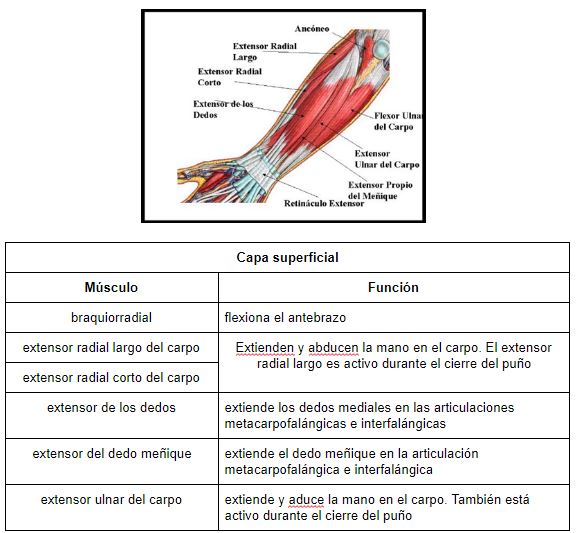 Ancóneo
Extensor Radial
Largo
Extensor Radial
Corto
Extensor de los
Dedos
Flexor Ulnar
del Carpo
Extensor
Ulnar del Carpo
Extensor Propio
del Meñique
Retináculo Extensor
Capa superficial
Músculo Función
braquiorradial flexiona el antebrazo
extensor radial largo del carpo Extienden y abducen la mano en el carpo. El extensor
radial largo es activo durante el cierre del puño
extensor radial corto del carpo
extensor de los dedos extiende los dedos mediales en las articulaciones
metacarpofalángicas e interfalángicas
extensor del dedo meñique extiende el dedo meñique en la articulación
metacarpofalángica e interfalángica
extensor ulnar del carpo extiende y aduce la mano en el carpo. También está
activo durante el cierre del puño